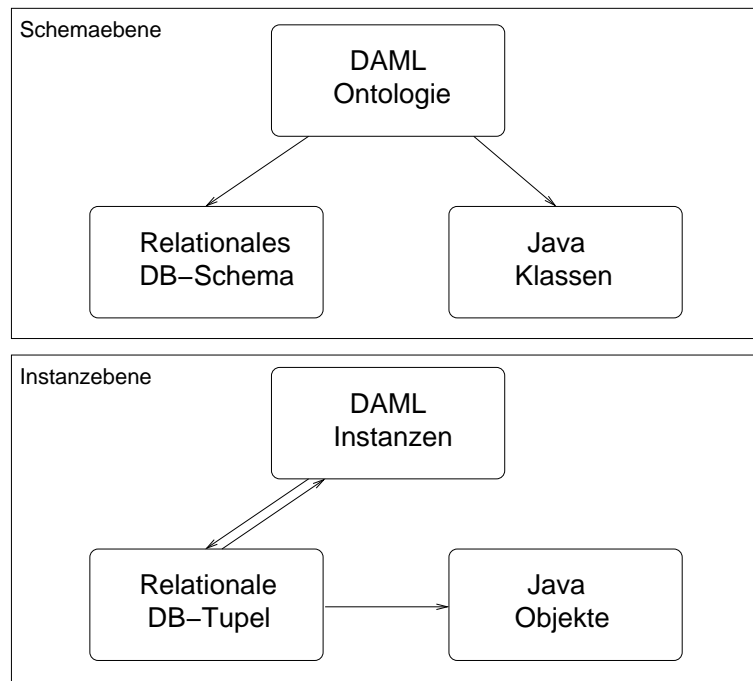 Schemaebene
DAML
Ontologie
Relationales
DB−Schema
Java
Klassen
Instanzebene
DAML
Instanzen
Relationale
DB−Tupel
Java
Objekte